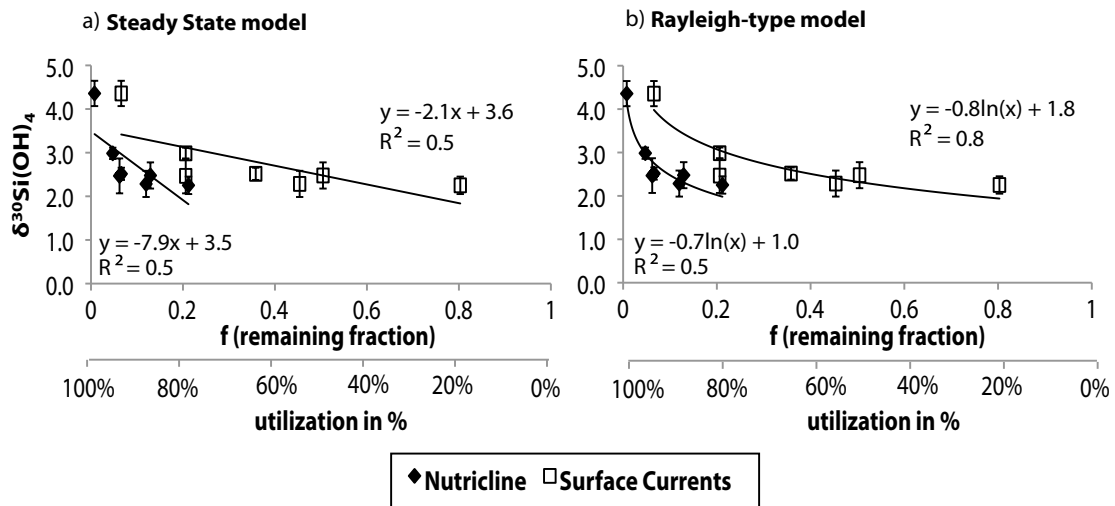 a) Steady State model
b) Rayleigh-type model
δ³⁰Si(OH)₄
5.0
4.0
3.0
2.0
1.0
0.0
y = -2.1x + 3.6
R² = 0.5
y = -7.9x + 3.5
R² = 0.5
0 0.2 0.4 0.6 0.8 1
f (remaining fraction)
100% 80% 60% 40% 20% 0%
utilization in %
5.0
4.0
3.0
2.0
1.0
0.0
y = -0.8ln(x) + 1.8
R² = 0.8
y = -0.7ln(x) + 1.0
R² = 0.5
0 0.2 0.4 0.6 0.8 1
f (remaining fraction)
100% 80% 60% 40% 20% 0%
utilization in %
Nutricline Surface Currents